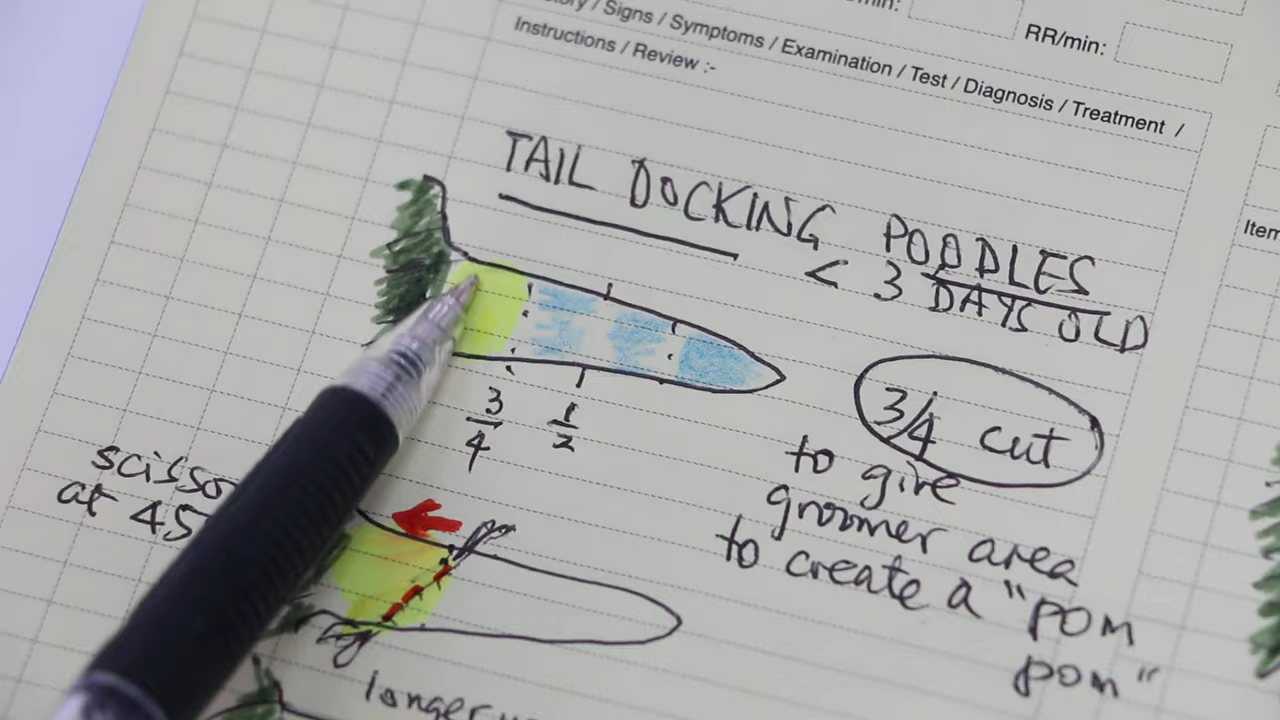 RR/min:
/ Signs / Symptoms / Examination / Test / Diagnosis / Treatment /
Instructions / Review :-
Item
TAIL DOCKING POODLES
< 3 DAYS OLD
3/4
1/2
3/4 cut
to give
groomer area
to create a "pom
pom"
at 45
longer